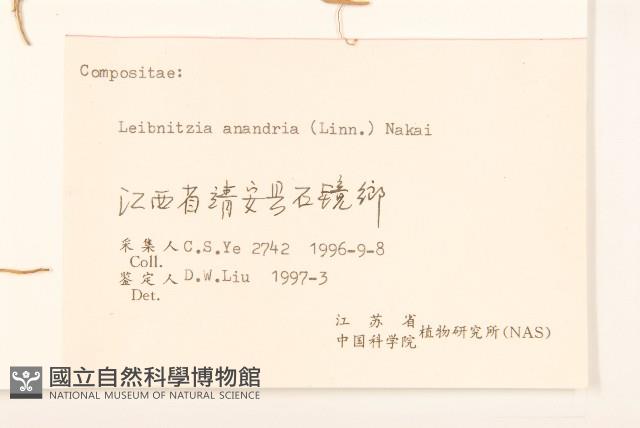 Compositae:
Leibnitzia anandria (Linn.) Nakai
江西省靖安县石镜鄉
采集人 C.S.Ye 2742 1996-9-8
Coll.
鉴定人 D.W.Liu 1997-3
Det.
江苏省
中国科学院 植物研究所(NAS)
國立自然科學博物館
NATIONAL MUSEUM OF NATURAL SCIENCE